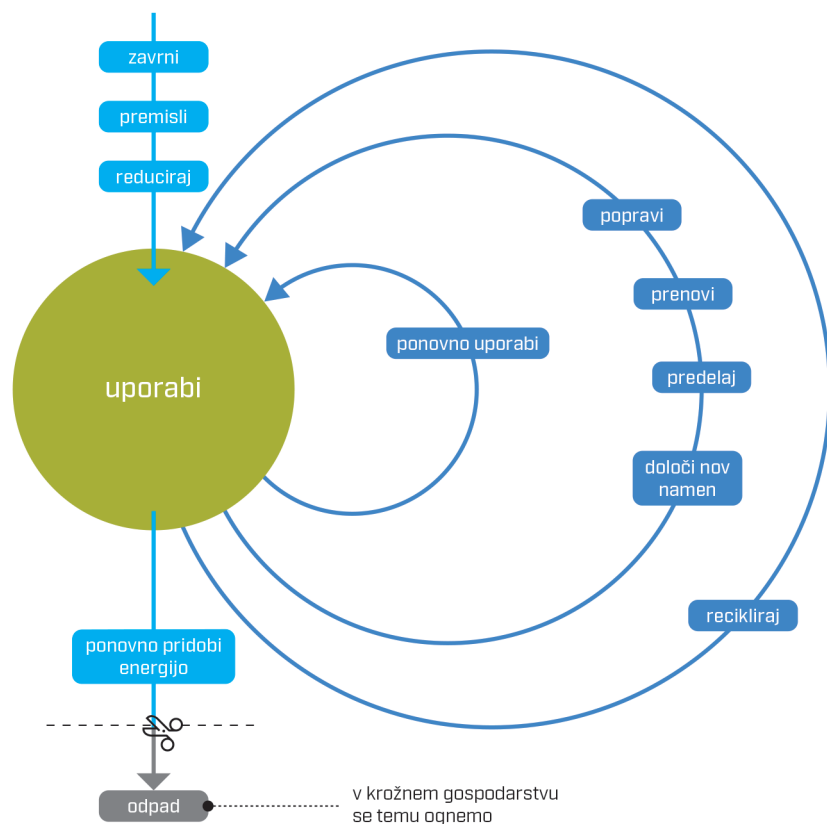 zavrni
premisli
reduciraj
uporabi
ponovno uporabi
popravi
prenovi
predelaj
določi nov
namen
recikliraj
ponovno pridobi
energijo
odpad
v krožnem gospodarstvu
se temu ognemo